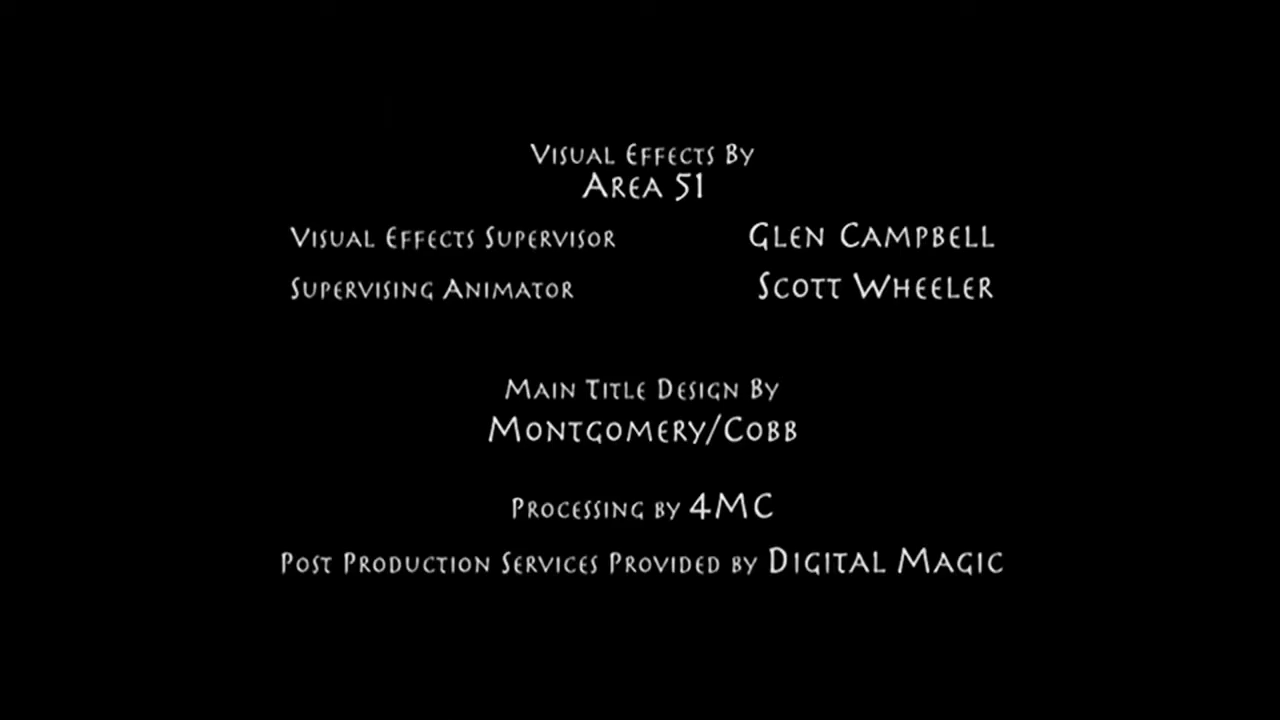 Visual Effects By
Area 51
Visual Effects Supervisor Glen Campbell
Supervising Animator Scott Wheeler
Main Title Design By
Montgomery/Cobb
Processing by 4MC
Post Production Services Provided by Digital Magic